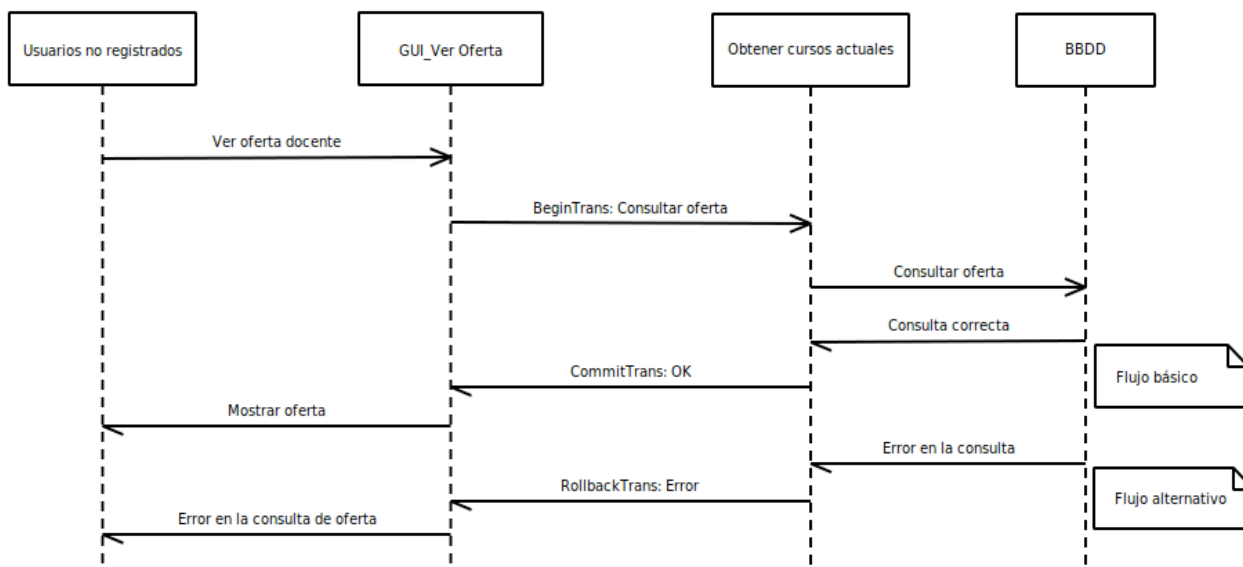 Usuarios no registrados
GUI_Ver Oferta
Obtener cursos actuales
BBDD
Ver oferta docente
BeginTrans: Consultar oferta
Consultar oferta
Consulta correcta
Flujo básico
CommitTrans: OK
Mostrar oferta
Error en la consulta
RollbackTrans: Error
Flujo alternativo
Error en la consulta de oferta